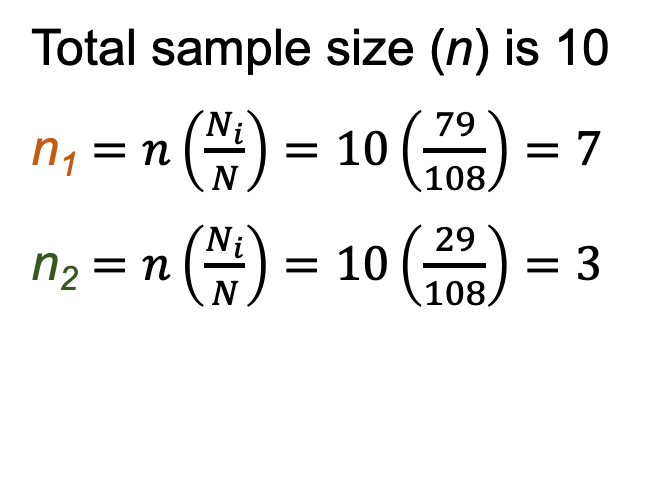 Total sample size (n) is 10
n₁ = n (Nᵢ/N) = 10 (79/108) = 7
n₂ = n (Nᵢ/N) = 10 (29/108) = 3